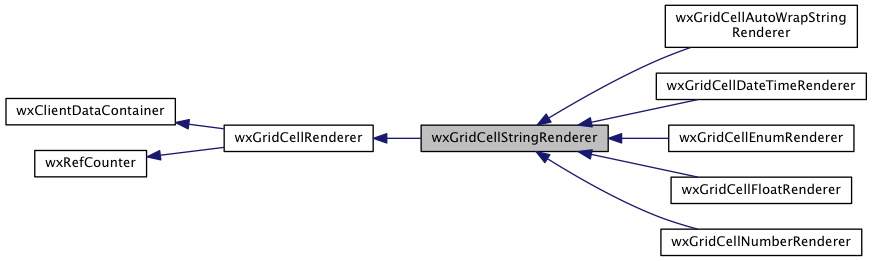 wxClientDataContainer
wxRefCounter
wxGridCellRenderer
wxGridCellStringRenderer
wxGridCellAutoWrapString
Renderer
wxGridCellDateTimeRenderer
wxGridCellEnumRenderer
wxGridCellFloatRenderer
wxGridCellNumberRenderer